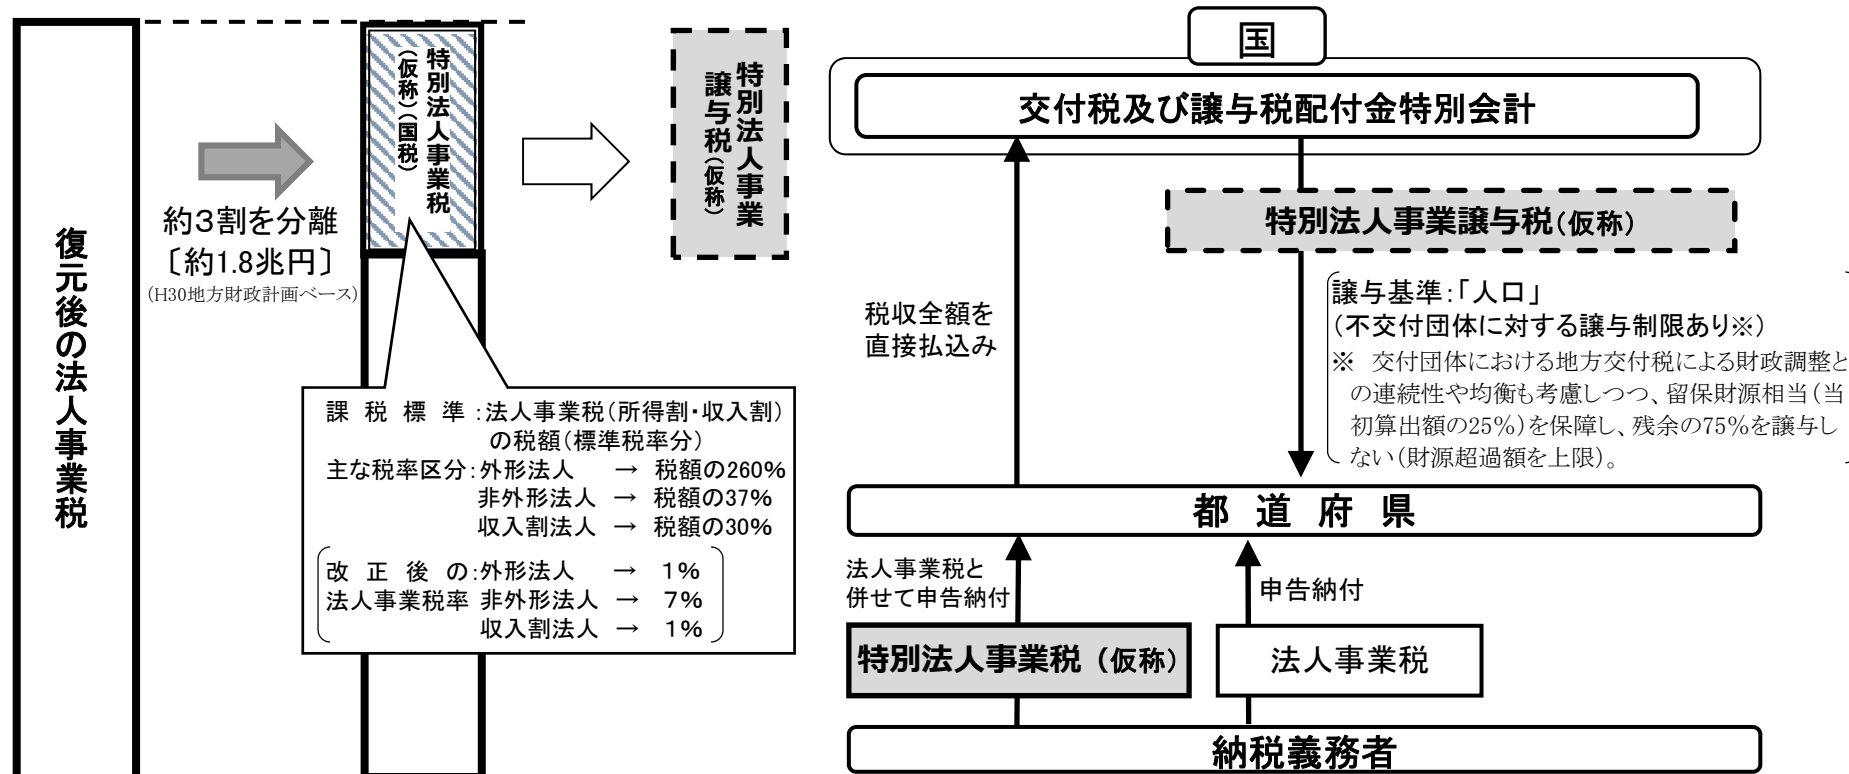 復元後の法人事業税
約3割を分離
〔約1.8兆円〕
(H30地方財政計画ベース)
特別法人事業税
(仮称)(国税)
特別法人事業
譲与税(仮称)
課税標準:法人事業税(所得割・収入割)
の税額(標準税率分)
主な税率区分:外形法人 → 税額の260%
非外形法人 → 税額の37%
収入割法人 → 税額の30%
改正後の:外形法人 → 1%
法人事業税率 非外形法人 → 7%
収入割法人 → 1%
国
交付税及び譲与税配付金特別会計
特別法人事業譲与税(仮称)
税収全額を
直接払込み
譲与基準:「人口」
(不交付団体に対する譲与制限あり※)
※ 交付団体における地方交付税による財政調整と
の連続性や均衡も考慮しつつ、留保財源相当(当
初算出額の25%)を保障し、残余の75%を譲与し
ない(財源超過額を上限)。
都道府県
法人事業税と
併せて申告納付
申告納付
特別法人事業税(仮称)
法人事業税
納税義務者